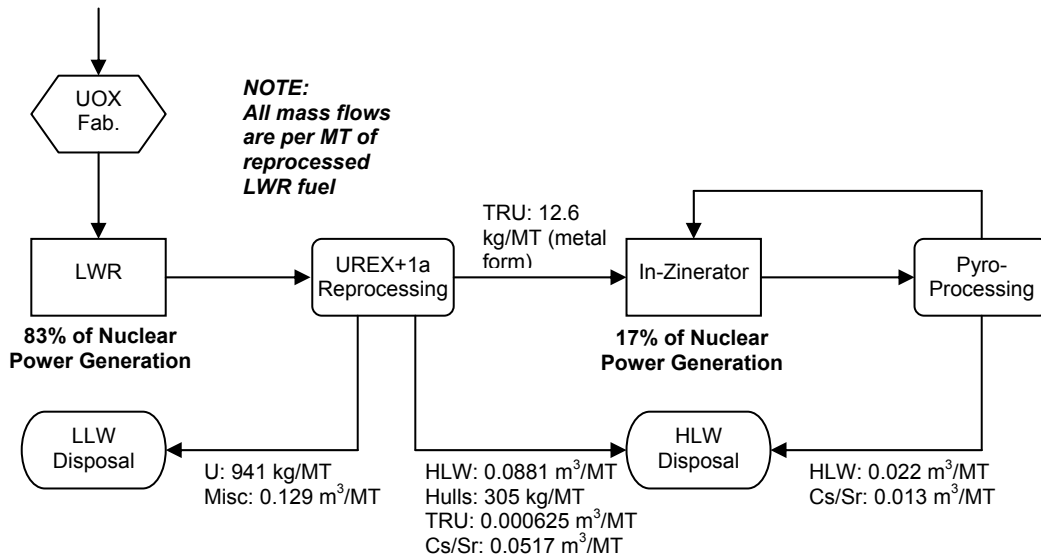 UOX
Fab.
NOTE:
All mass flows
are per MT of
reprocessed
LWR fuel
TRU: 12.6
kg/MT (metal
form)
LWR
UREX+1a
Reprocessing
In-Zinerator
Pyro-
Processing
83% of Nuclear
Power Generation
17% of Nuclear
Power Generation
LLW
Disposal
U: 941 kg/MT
Misc: 0.129 m³/MT
HLW: 0.0881 m³/MT
Hulls: 305 kg/MT
TRU: 0.000625 m³/MT
Cs/Sr: 0.0517 m³/MT
HLW
Disposal
HLW: 0.022 m³/MT
Cs/Sr: 0.013 m³/MT